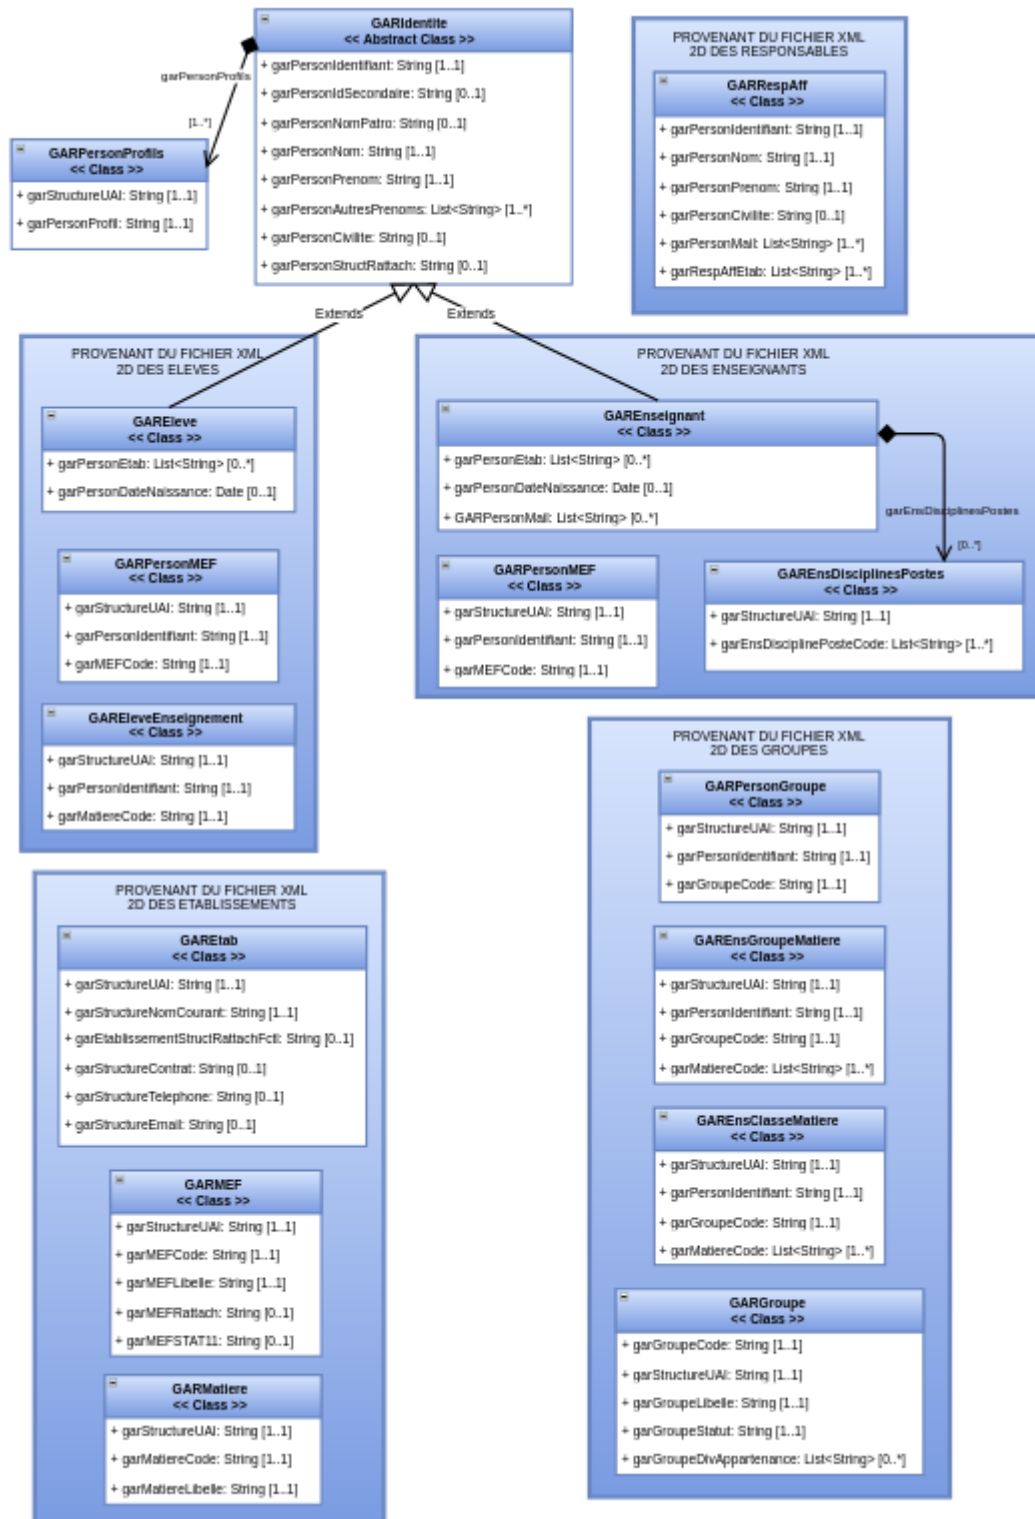 GARIdentite
<< Abstract Class >>
+ garPersonIdentifiant: String [1..1]
+ garPersonIdSecondaire: String [0..1]
+ garPersonNomPatro: String [0..1]
+ garPersonNom: String [1..1]
+ garPersonPrenom: String [1..1]
+ garPersonAutresPrenoms: List<String> [1..*]
+ garPersonCivilite: String [0..1]
+ garPersonStructRattach: String [0..1]
garPersonProfils
[1..*]
GARPersonProfils
<< Class >>
+ garStructureUAI: String [1..1]
+ garPersonProfil: String [1..1]
PROVENANT DU FICHIER XML
2D DES RESPONSABLES
GARRespAff
<< Class >>
+ garPersonIdentifiant: String [1..1]
+ garPersonNom: String [1..1]
+ garPersonPrenom: String [1..1]
+ garPersonCivilite: String [0..1]
+ garPersonMail: List<String> [1..*]
+ garRespAffEtab: List<String> [1..*]
Extends
Extends
PROVENANT DU FICHIER XML
2D DES ELEVES
GAREleve
<< Class >>
+ garPersonEtab: List<String> [0..*]
+ garPersonDateNaissance: Date [0..1]
GARPersonMEF
<< Class >>
+ garStructureUAI: String [1..1]
+ garPersonIdentifiant: String [1..1]
+ garMEFCode: String [1..1]
GAREleveEnseignement
<< Class >>
+ garStructureUAI: String [1..1]
+ garPersonIdentifiant: String [1..1]
+ garMatiereCode: String [1..1]
PROVENANT DU FICHIER XML
2D DES ENSEIGNANTS
GAREnseignant
<< Class >>
+ garPersonEtab: List<String> [0..*]
+ garPersonDateNaissance: Date [0..1]
+ GARPersonMail: List<String> [0..*]
garEnsDisciplinesPostes
[0..*]
GARPersonMEF
<< Class >>
+ garStructureUAI: String [1..1]
+ garPersonIdentifiant: String [1..1]
+ garMEFCode: String [1..1]
GAREnsDisciplinesPostes
<< Class >>
+ garStructureUAI: String [1..1]
+ garEnsDisciplinePosteCode: List<String> [1..*]
PROVENANT DU FICHIER XML
2D DES ETABLISSEMENTS
GAREtab
<< Class >>
+ garStructureUAI: String [1..1]
+ garStructureNomCourant: String [1..1]
+ garEtablissementStructRattachFctl: String [0..1]
+ garStructureContrat: String [0..1]
+ garStructureTelephone: String [0..1]
+ garStructureEmail: String [0..1]
GARMEF
<< Class >>
+ garStructureUAI: String [1..1]
+ garMEFCode: String [1..1]
+ garMEFLibelle: String [1..1]
+ garMEFRattach: String [0..1]
+ garMEFSTAT11: String [0..1]
GARMatiere
<< Class >>
+ garStructureUAI: String [1..1]
+ garMatiereCode: String [1..1]
+ garMatiereLibelle: String [1..1]
PROVENANT DU FICHIER XML
2D DES GROUPES
GARPersonGroupe
<< Class >>
+ garStructureUAI: String [1..1]
+ garPersonIdentifiant: String [1..1]
+ garGroupeCode: String [1..1]
GAREnsGroupeMatiere
<< Class >>
+ garStructureUAI: String [1..1]
+ garPersonIdentifiant: String [1..1]
+ garGroupeCode: String [1..1]
+ garMatiereCode: List<String> [1..*]
GAREnsClasseMatiere
<< Class >>
+ garStructureUAI: String [1..1]
+ garPersonIdentifiant: String [1..1]
+ garGroupeCode: String [1..1]
+ garMatiereCode: List<String> [1..*]
GARGroupe
<< Class >>
+ garGroupeCode: String [1..1]
+ garStructureUAI: String [1..1]
+ garGroupeLibelle: String [1..1]
+ garGroupeStatut: String [1..1]
+ garGroupeDivAppartenance: List<String> [0..*]